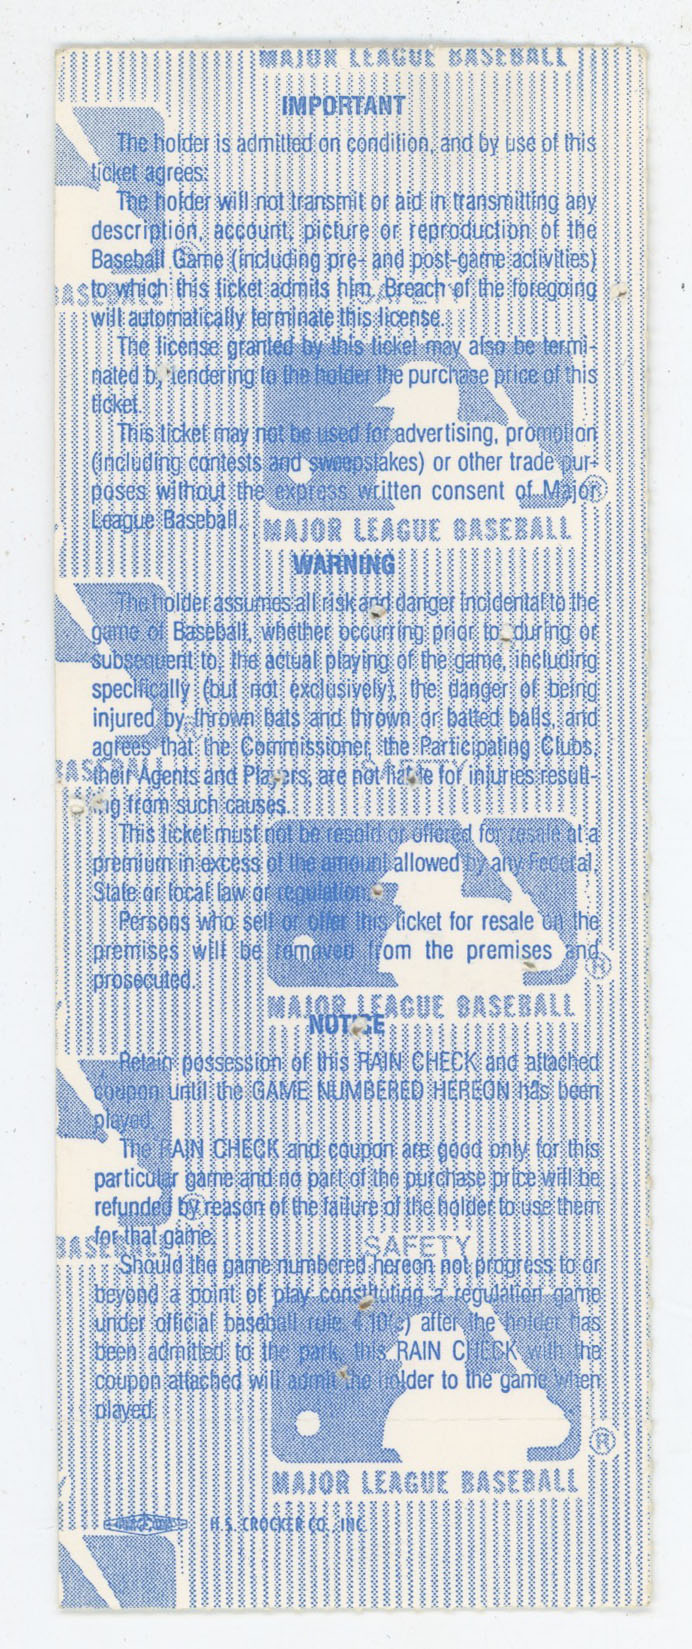 MAJOR LEAGUE BASEBALL
IMPORTANT
The holder is admitted on condition, and by use of this
ticket agrees:
The holder will not transmit or aid in transmitting any
description, account, picture or reproduction of the
Baseball Game (including pre- and post-game activities)
to which this ticket admits him. Breach of the foregoing
will automatically terminate this license.
The license granted by this ticket may also be termi-
nated by tendering to the holder the purchase price of this
ticket.
This ticket may not be used for advertising, promotion
(including contests and sweepstakes) or other trade pur-
poses without the express written consent of Major
League Baseball.
MAJOR LEAGUE BASEBALL
WARNING
The holder assumes all risk and danger incidental to the
game of Baseball, whether occurring prior to, during or
subsequent to, the actual playing of the game, including
specifically (but not exclusively), the danger of being
injured by thrown bats and thrown or batted balls, and
agrees that the Commissioner, the Participating Clubs,
their Agents and Players, are not liable for injuries result-
ing from such causes.
This ticket must not be resold or offered for resale at a
premium in excess of the amount allowed by any Federal,
State or local law or regulation.
Persons who sell or offer this ticket for resale on the
premises will be removed from the premises and
prosecuted.
MAJOR LEAGUE BASEBALL
NOTICE
Retain possession of this RAIN CHECK and attached
coupon until the GAME NUMBERED HEREON has been
played.
The RAIN CHECK and coupon are good only for this
particular game and no part of the purchase price will be
refunded by reason of the failure of the holder to use them
for that game.
BASEBALL
SAFETY
Should the game numbered hereon not progress to or
beyond a point of play constituting a regulation game
under official baseball rule 4.10(c) after the holder has
been admitted to the park, this RAIN CHECK with the
coupon attached will admit the holder to the game when
played.
MAJOR LEAGUE BASEBALL
H.S. CROCKER CO., INC.